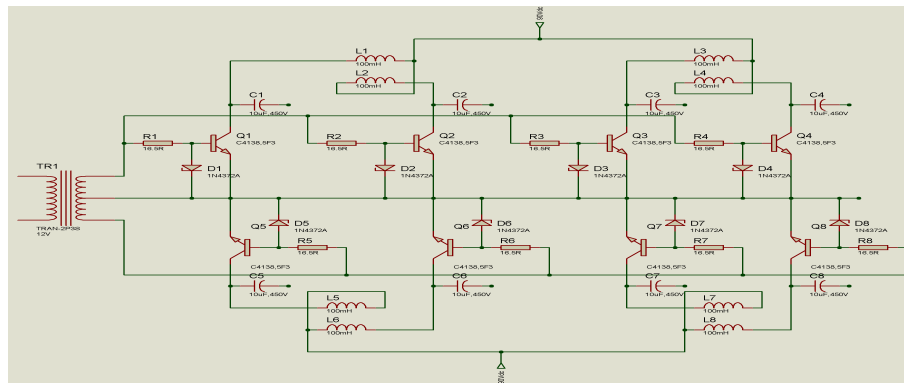 90Vdc
L1
100mH
L2
100mH
L3
100mH
L4
100mH
C1
10uF,450V
C2
10uF,450V
C3
10uF,450V
C4
10uF,450V
R1
16.5R
Q1
C4138,5F3
R2
16.5R
Q2
C4138,5F3
R3
16.5R
Q3
C4138,5F3
R4
16.5R
Q4
C4138,5F3
D1
1N4372A
D2
1N4372A
D3
1N4372A
D4
1N4372A
TR1
TRAN-2P3S
12V
Q5
C4138,5F3
D5
1N4372A
R5
16.5R
Q6
C4138,5F3
D6
1N4372A
R6
16.5R
Q7
C4138,5F3
D7
1N4372A
R7
16.5R
Q8
C4138,5F3
D8
1N4372A
R8
16.5R
C5
10uF,450V
C6
10uF,450V
C7
10uF,450V
C8
10uF,450V
L5
100mH
L6
100mH
L7
100mH
L8
100mH
90Vdc